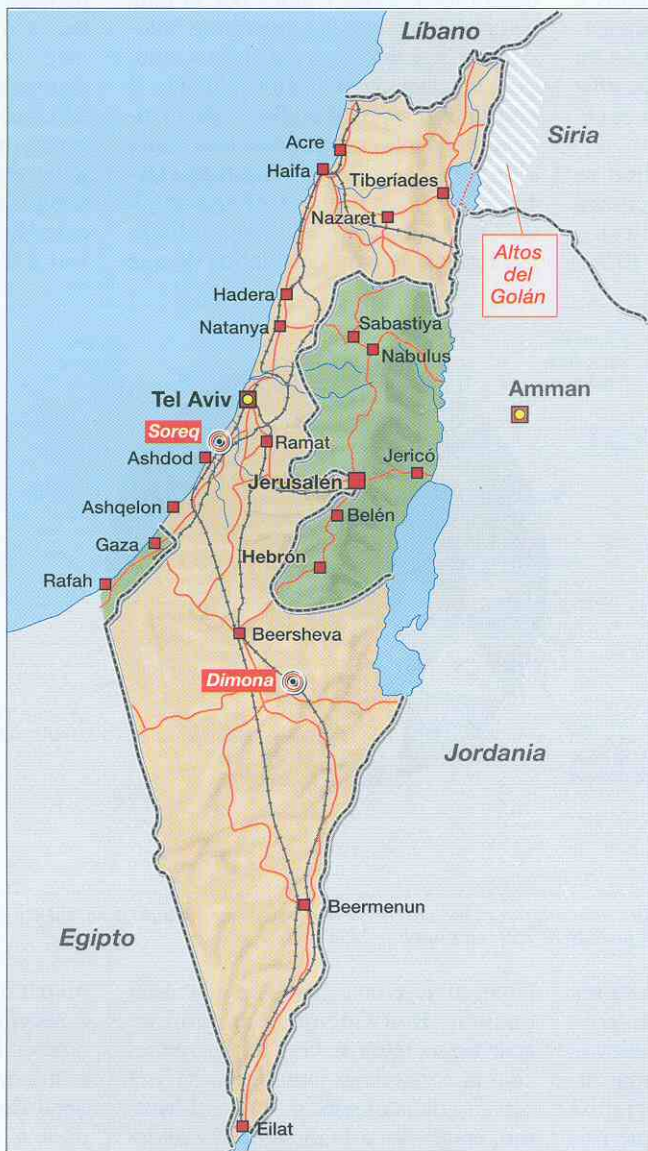 Líbano
Siria
Acre
Haifa
Tiberíades
Nazaret
Altos
del
Golán
Hadera
Natanya
Sabastiya
Nabulus
Tel Aviv
Amman
Soreq
Ramat
Ashdod
Jericó
Jerusalén
Ashqelon
Belén
Gaza
Hebrón
Rafah
Beersheva
Dimona
Jordania
Beermenun
Egipto
Eilat